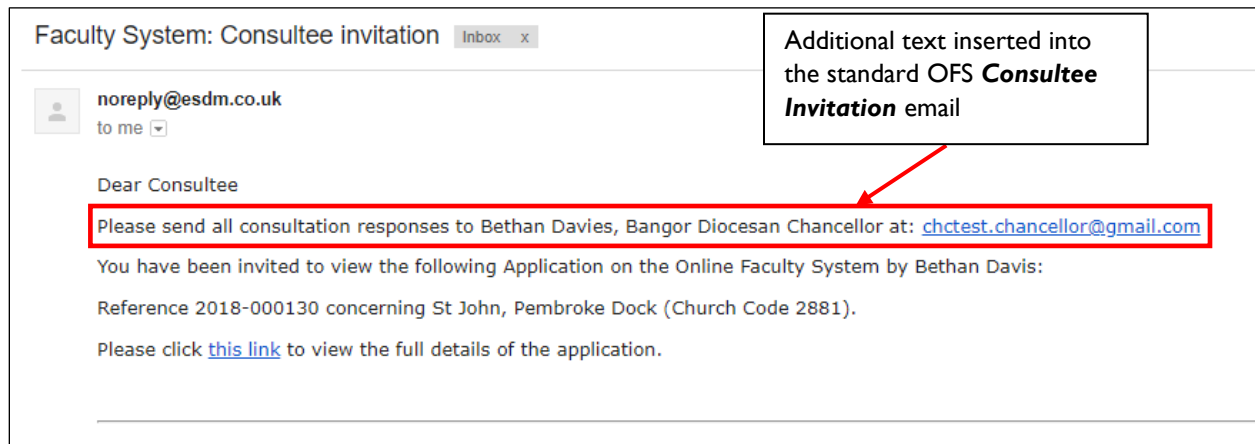 Faculty System: Consultee invitation Inbox x
Additional text inserted into
the standard OFS Consultee
Invitation email
noreply@esdm.co.uk
to me
Dear Consultee
Please send all consultation responses to Bethan Davies, Bangor Diocesan Chancellor at: chctest.chancellor@gmail.com
You have been invited to view the following Application on the Online Faculty System by Bethan Davis:
Reference 2018-000130 concerning St John, Pembroke Dock (Church Code 2881).
Please click this link to view the full details of the application.